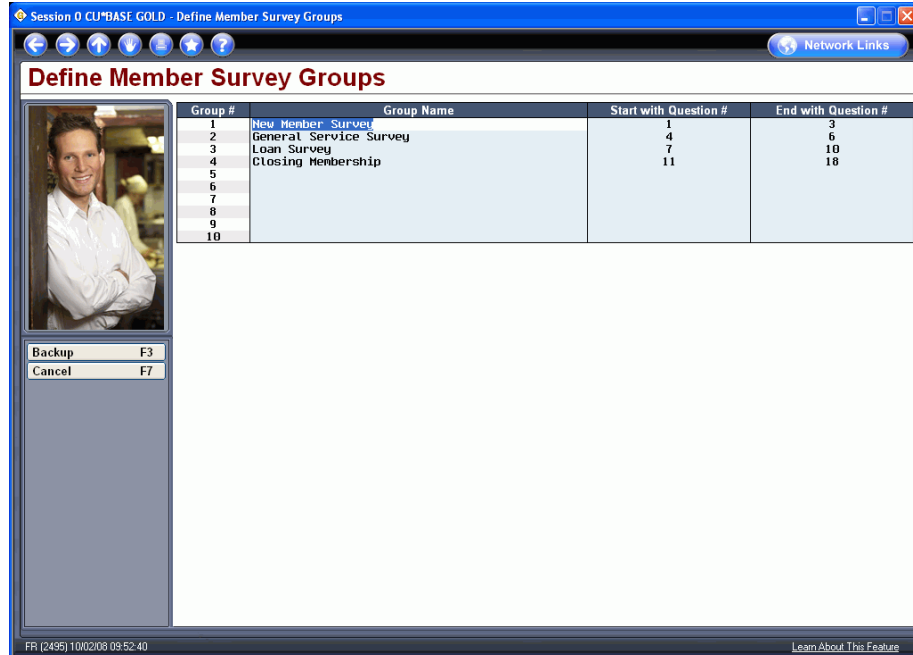 Session 0 CU*BASE GOLD - Define Member Survey Groups
Network Links
Define Member Survey Groups
Group # Group Name Start with Question # End with Question #
1 New Member Survey 1 3
2 General Service Survey 4 6
3 Loan Survey 7 10
4 Closing Membership 11 18
5
6
7
8
9
10
Backup F3
Cancel F7
FR (2495) 10/02/08 09:52:40 Learn About This Feature